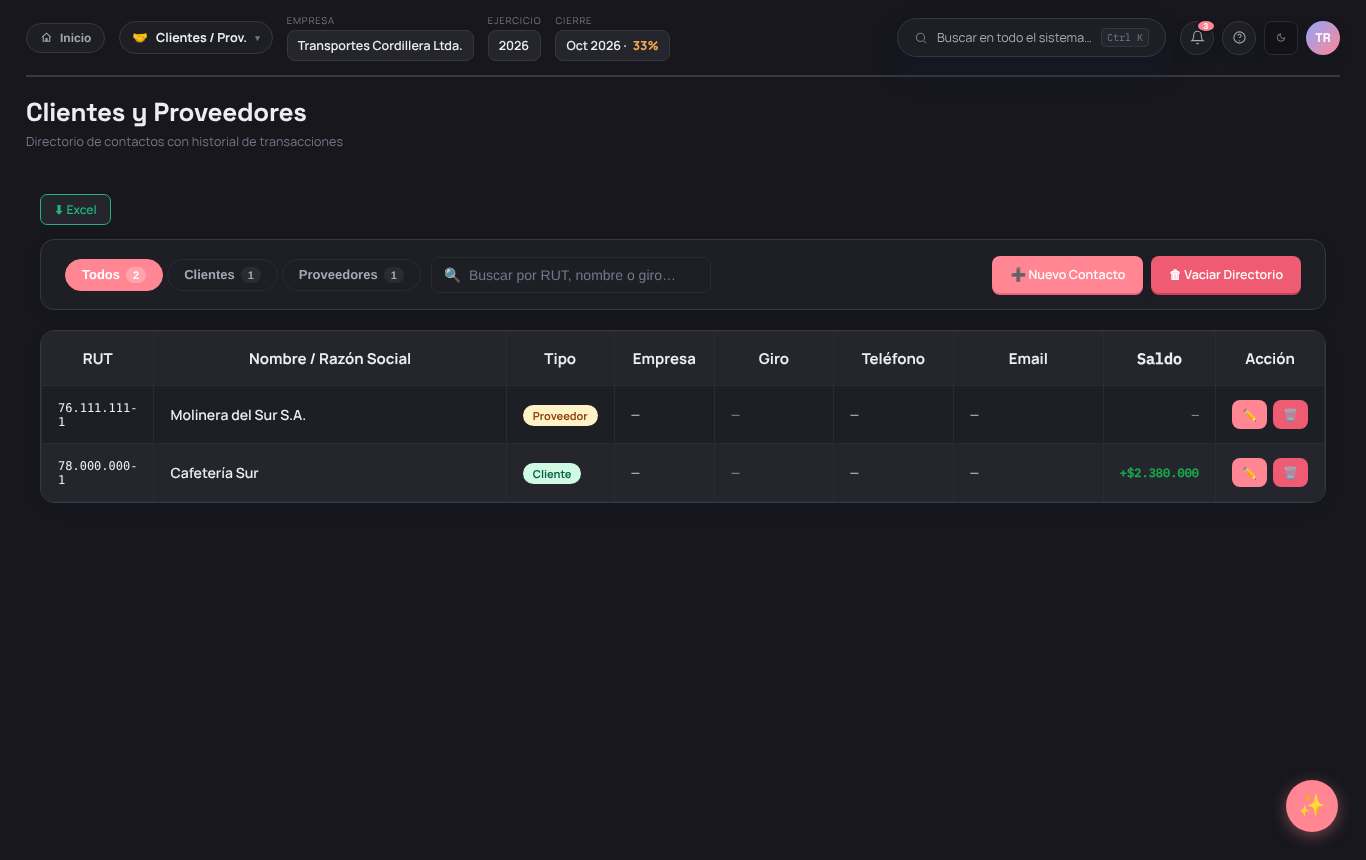 Inicio
🤝 Clientes / Prov. ▾
EMPRESA
Transportes Cordillera Ltda.
EJERCICIO
2026
CIERRE
Oct 2026 · 33%
Buscar en todo el sistema... Ctrl K
3
TR
Clientes y Proveedores
Directorio de contactos con historial de transacciones
⬇ Excel
Todos 2
Clientes 1
Proveedores 1
🔍 Buscar por RUT, nombre o giro…
➕ Nuevo Contacto
🗑 Vaciar Directorio
RUT Nombre / Razón Social Tipo Empresa Giro Teléfono Email Saldo Acción
76.111.111-
1
Molinera del Sur S.A. Proveedor — — — — —
78.000.000-
1
Cafetería Sur Cliente — — — — +$2.380.000